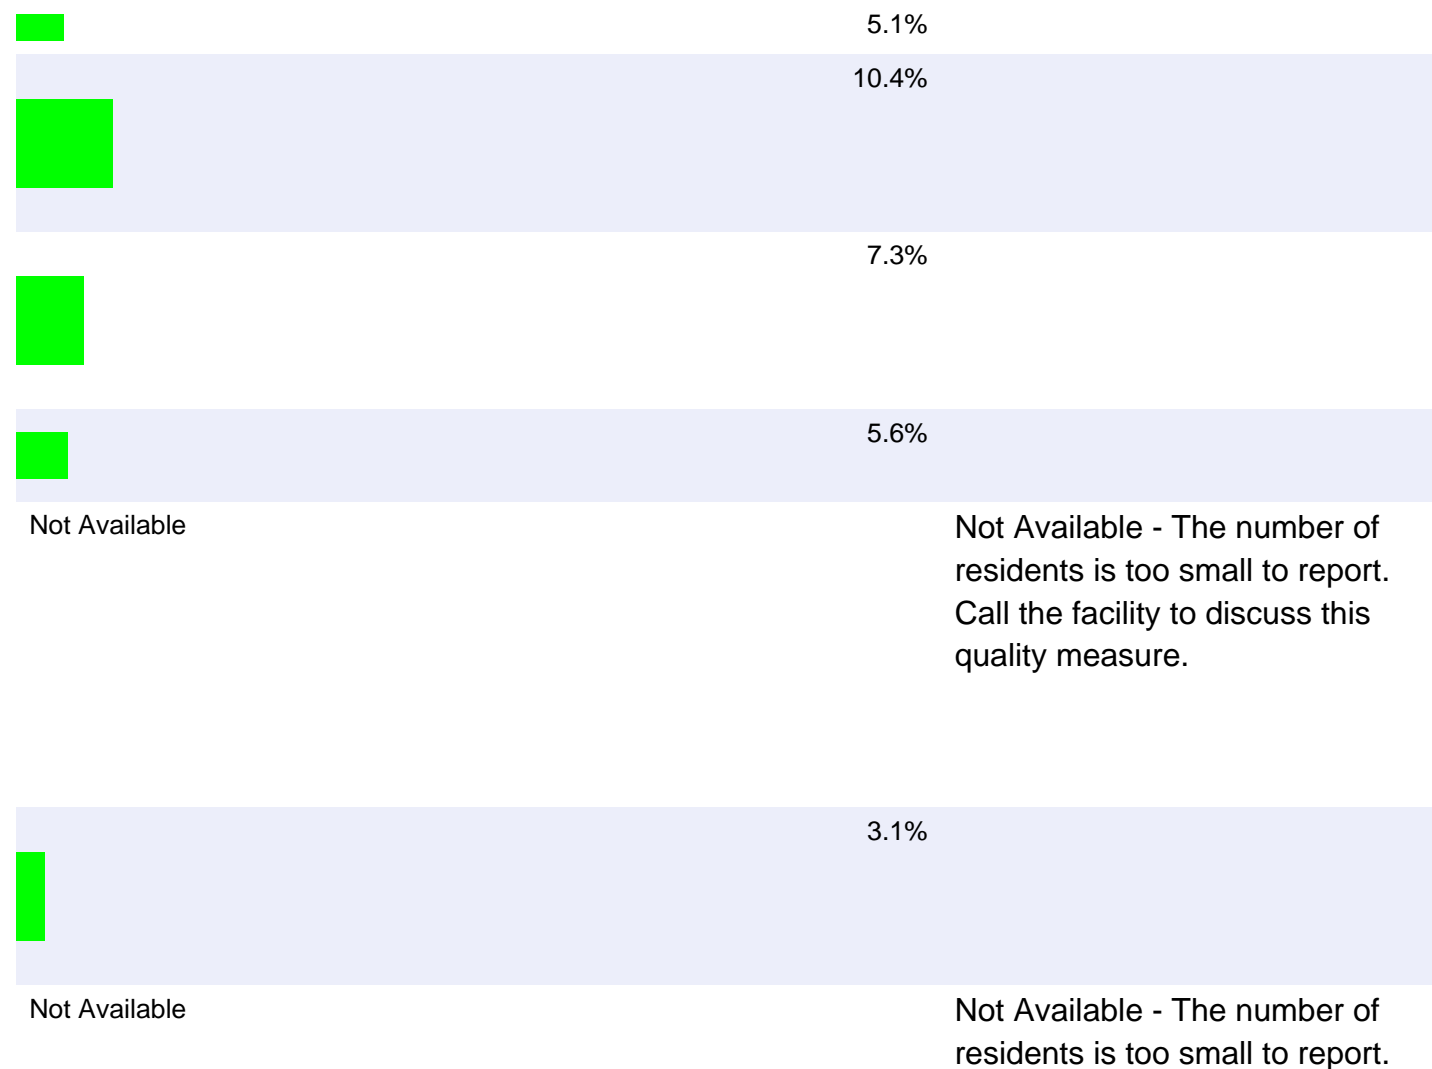 5.1%
10.4%
7.3%
5.6%
Not Available
Not Available - The number of
residents is too small to report.
Call the facility to discuss this
quality measure.
3.1%
Not Available
Not Available - The number of
residents is too small to report.